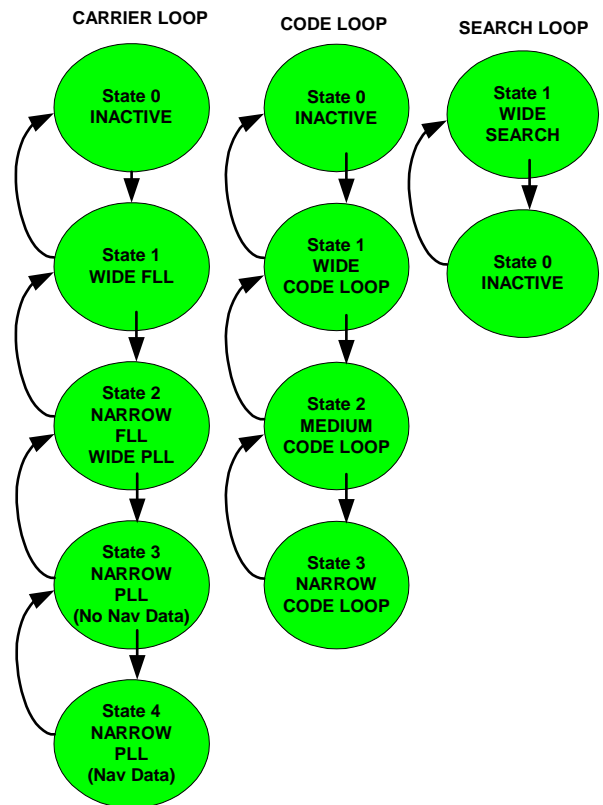 CARRIER LOOP
State 0
INACTIVE
State 1
WIDE FLL
State 2
NARROW
FLL
WIDE PLL
State 3
NARROW
PLL
(No Nav Data)
State 4
NARROW
PLL
(Nav Data)
CODE LOOP
State 0
INACTIVE
State 1
WIDE
CODE LOOP
State 2
MEDIUM
CODE LOOP
State 3
NARROW
CODE LOOP
SEARCH LOOP
State 1
WIDE
SEARCH
State 0
INACTIVE